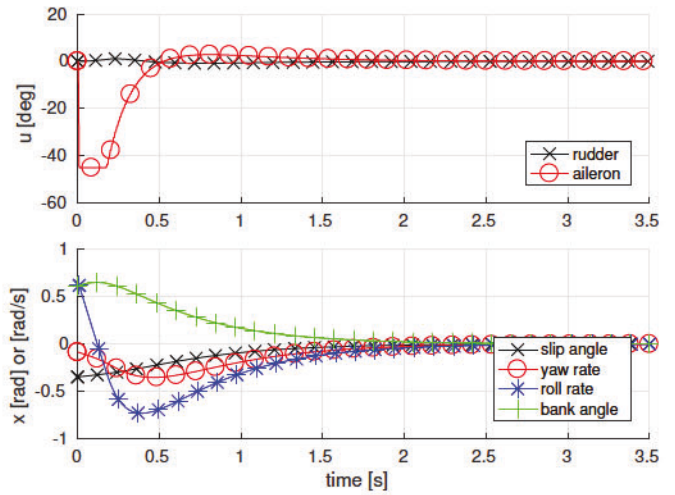 20
0
-20
-40
-60
u [deg]
rudder
aileron
0 0.5 1 1.5 2 2.5 3 3.5
1
0.5
0
-0.5
-1
x [rad] or [rad/s]
slip angle
yaw rate
roll rate
bank angle
0 0.5 1 1.5 2 2.5 3 3.5
time [s]